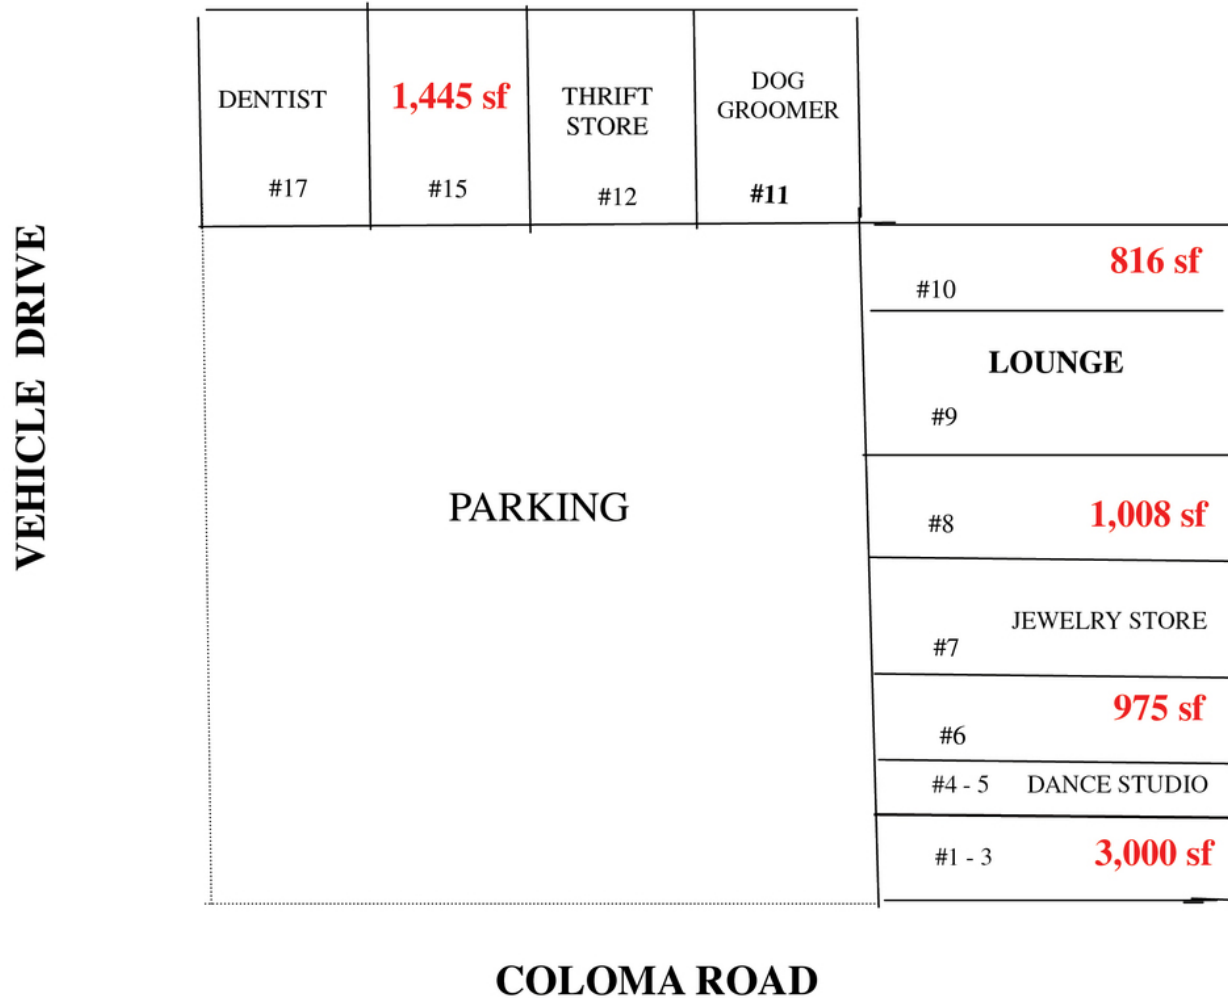 DENTIST
#17
1,445 sf
#15
THRIFT
STORE
#12
DOG
GROOMER
#11
VEHICLE DRIVE
PARKING
816 sf
#10
LOUNGE
#9
#8 1,008 sf
JEWELRY STORE
#7
975 sf
#6
#4 - 5 DANCE STUDIO
#1 - 3 3,000 sf
COLOMA ROAD